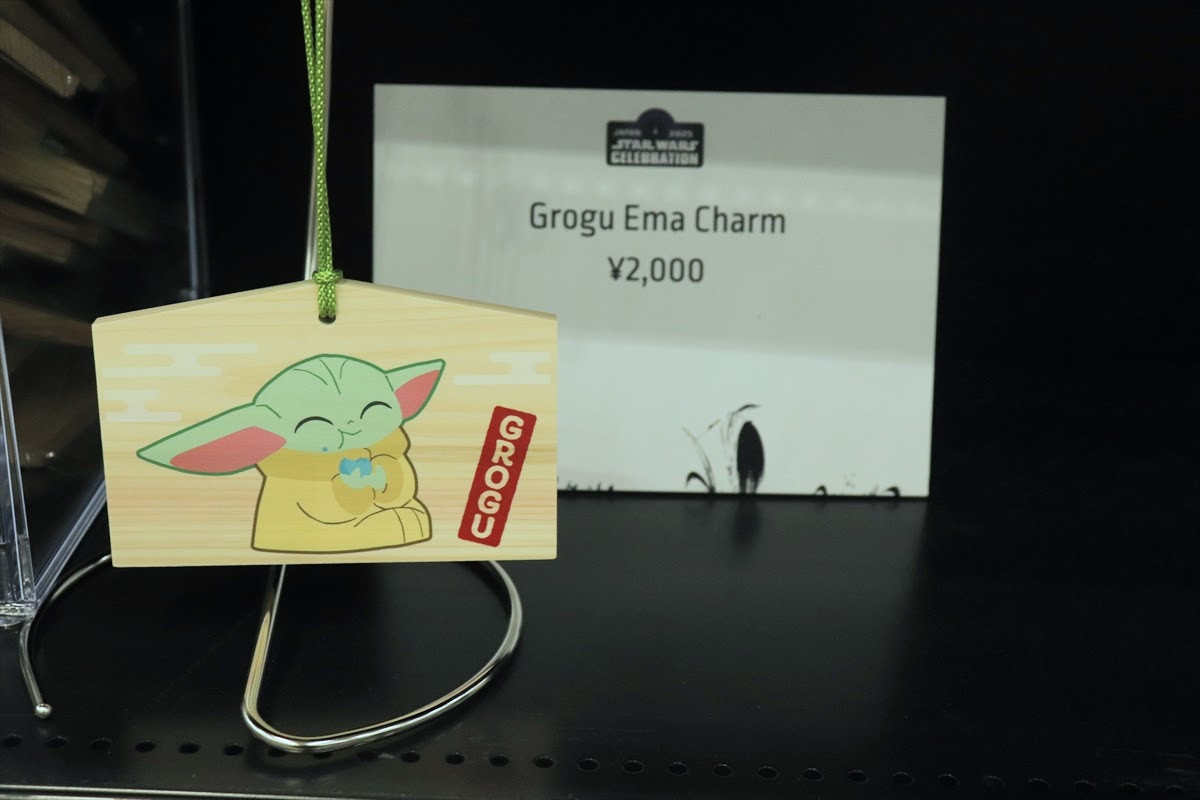 JAPAN 2025
STAR WARS
CELEBRATION
Grogu Ema Charm
¥2,000
GROGU